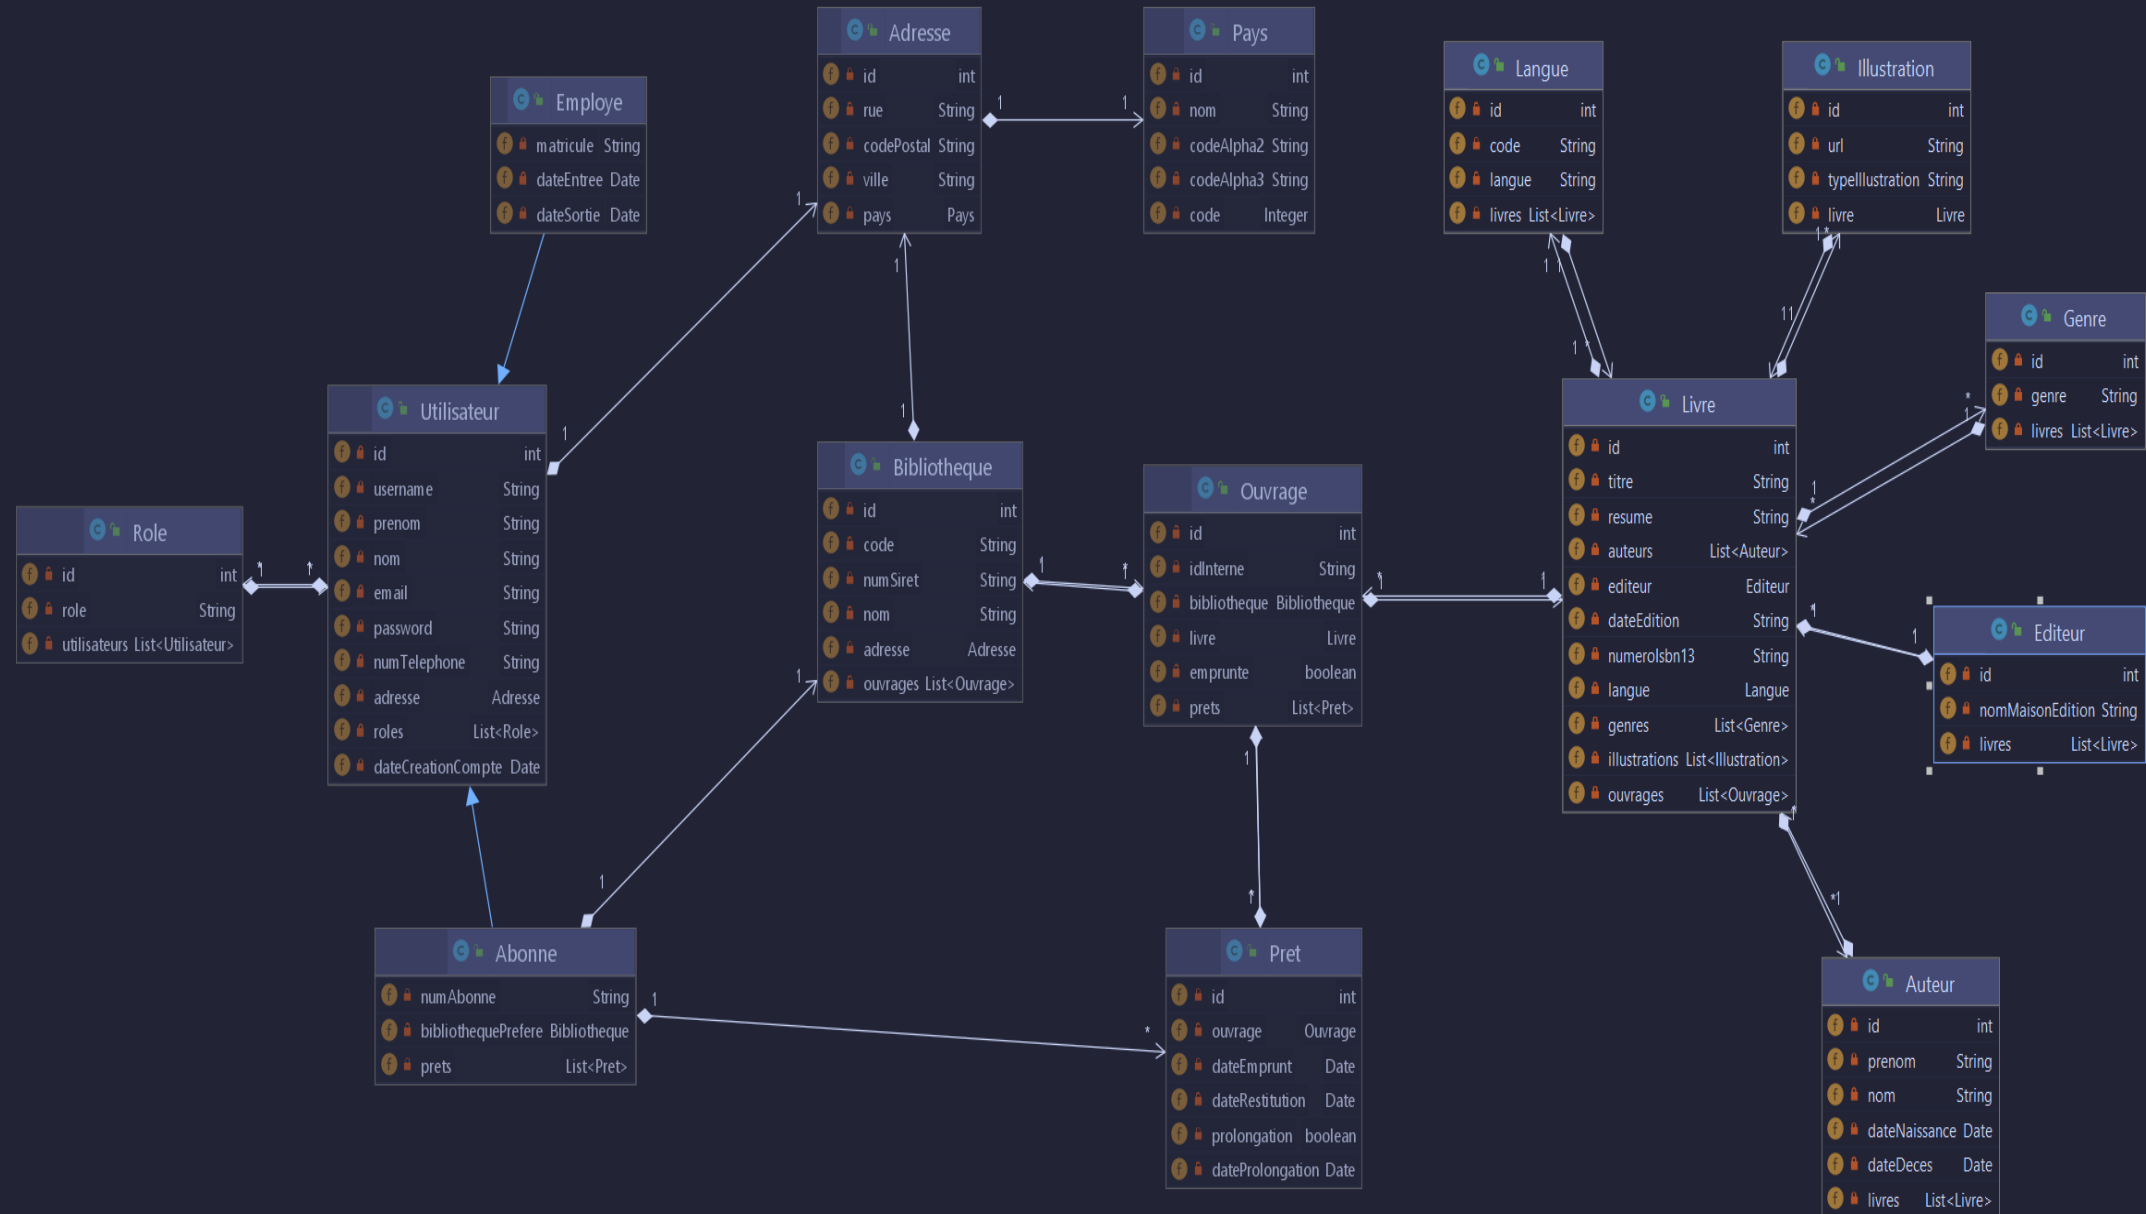 Adresse
id int
rue String
codePostal String
ville String
pays Pays
Pays
id int
nom String
codeAlpha2 String
codeAlpha3 String
code Integer
Langue
id int
code String
langue String
livres List<Livre>
Illustration
id int
url String
typeIllustration String
livre Livre
Employe
matricule String
dateEntree Date
dateSortie Date
Genre
id int
genre String
livres List<Livre>
Utilisateur
id int
username String
prenom String
nom String
email String
password String
numTelephone String
adresse Adresse
roles List<Role>
dateCreationCompte Date
Role
id int
role String
utilisateurs List<Utilisateur>
Bibliotheque
id int
code String
numSiret String
nom String
adresse Adresse
ouvrages List<Ouvrage>
Ouvrage
id int
idInterne String
bibliotheque Bibliotheque
livre Livre
emprunte boolean
prets List<Pret>
Livre
id int
titre String
resume String
auteurs List<Auteur>
editeur Editeur
dateEdition String
numeroIsbn13 String
langue Langue
genres List<Genre>
illustrations List<Illustration>
ouvrages List<Ouvrage>
Editeur
id int
nomMaisonEdition String
livres List<Livre>
Abonne
numAbonne String
bibliothequePrefere Bibliotheque
prets List<Pret>
Pret
id int
ouvrage Ouvrage
dateEmprunt Date
dateRestitution Date
prolongation boolean
dateProlongation Date
Auteur
id int
prenom String
nom String
dateNaissance Date
dateDeces Date
livres List<Livre>